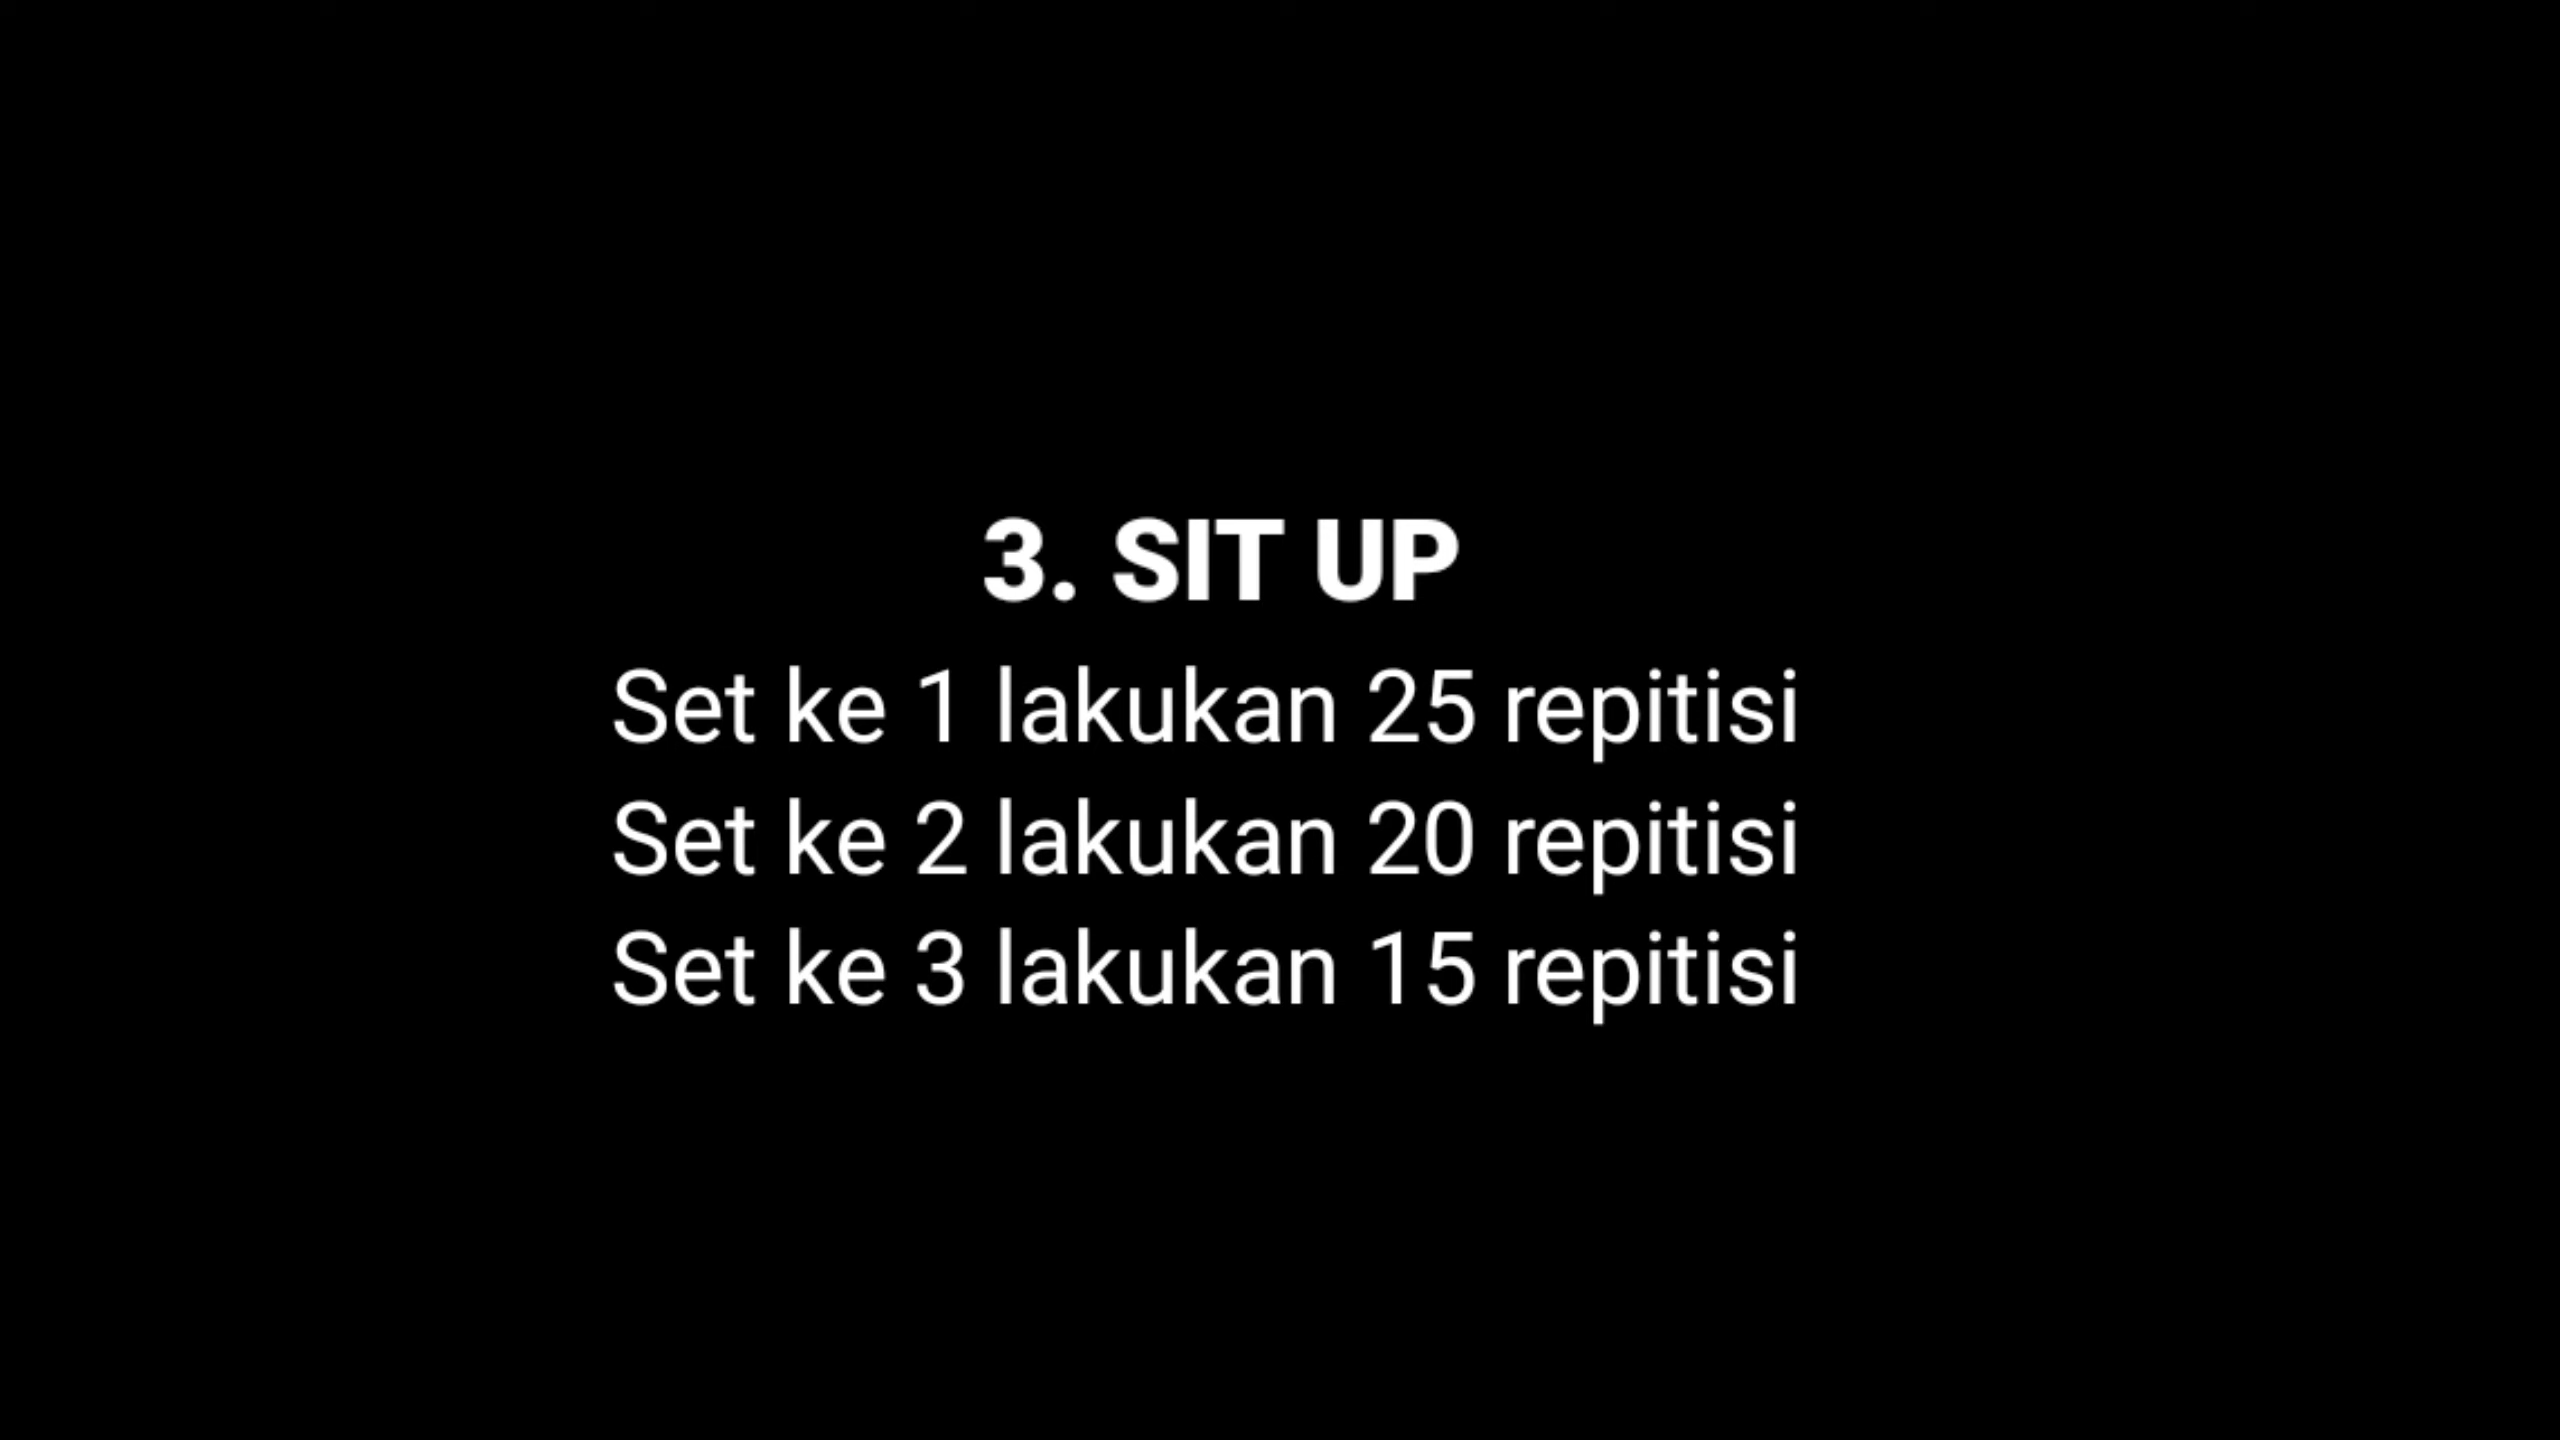 3. SIT UP
Set ke 1 lakukan 25 repitisi
Set ke 2 lakukan 20 repitisi
Set ke 3 lakukan 15 repitisi